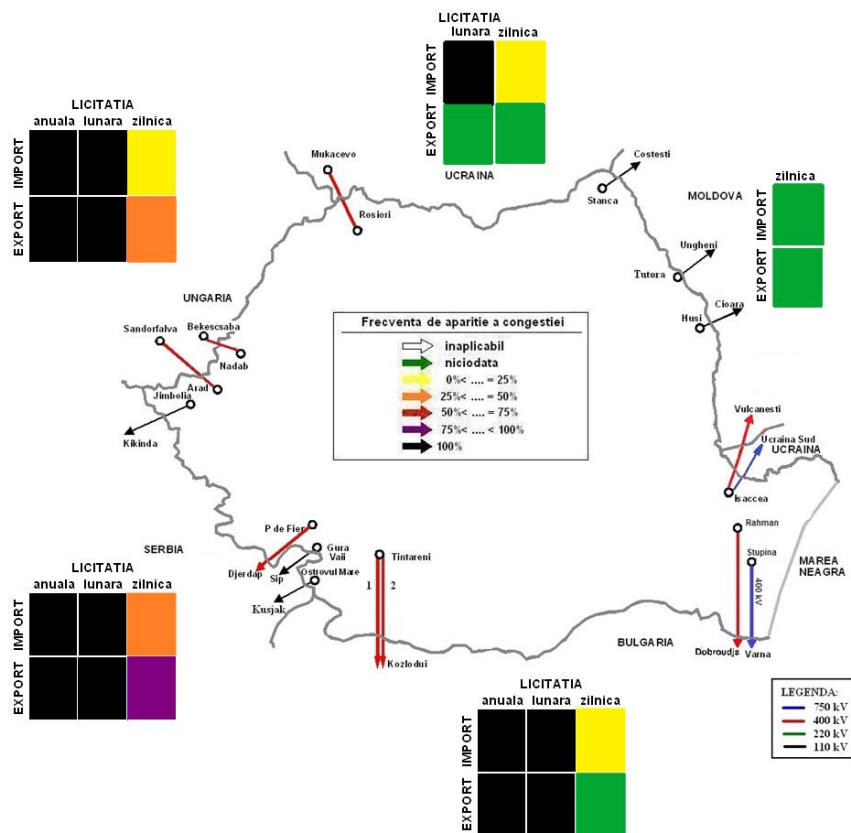 LICITATIA
lunara zilnica
IMPORT
EXPORT
UCRAINA
LICITATIA
anuala lunara zilnica
IMPORT
EXPORT
Mukacevo
Rosiori
Costesti
Stanca
MOLDOVA
zilnica
IMPORT
EXPORT
Ungheni
Tutora
Cioara
Husi
UNGARIA
Sandorfalva
Bekescsaba
Nadab
Arad
Jimbolia
Kikinda
Frecventa de aparitie a congestiei
inaplicabil
niciodata
0%< .... = 25%
25%< .... = 50%
50%< .... = 75%
75%< .... < 100%
100%
Vulcanesti
Ucraina Sud
UCRAINA
Isaccea
P de Fier
Gura
Vaii
Djerdap
Sip
Ostrovul Mare
Kusjak
Tintareni
1 2
Kozlodui
Rahman
Stupina
400 kV
MAREA
NEAGRA
Dobroudja
Varna
BULGARIA
SERBIA
LICITATIA
anuala lunara zilnica
IMPORT
EXPORT
LICITATIA
anuala lunara zilnica
IMPORT
EXPORT
LEGENDA:
750 kV
400 kV
220 kV
110 kV